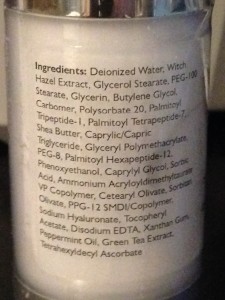 Ingredients: Deionized Water, Witch
Hazel Extract, Glycerol Stearate, PEG-100
Stearate, Glycerin, Butylene Glycol,
Carbomer, Polysorbate 20, Palmitoyl
Tripeptide-1, Palmitoyl Tetrapeptide-7,
Shea Butter, Caprylic/Capric
Triglyceride, Glyceryl Polymethacrylate,
PEG-8, Palmitoyl Hexapeptide-12,
Phenoxyethanol, Caprylyl Glycol, Sorbic
Acid, Ammonium Acryloyldimethyltaurate
VP Copolymer, Cetearyl Olivate, Sorbitan
Olivate, PPG-12 SMDI/Copolymer,
Sodium Hyaluronate, Tocopheryl
Acetate, Disodium EDTA, Xanthan Gum,
Peppermint Oil, Green Tea Extract,
Tetrahexyldecyl Ascorbate